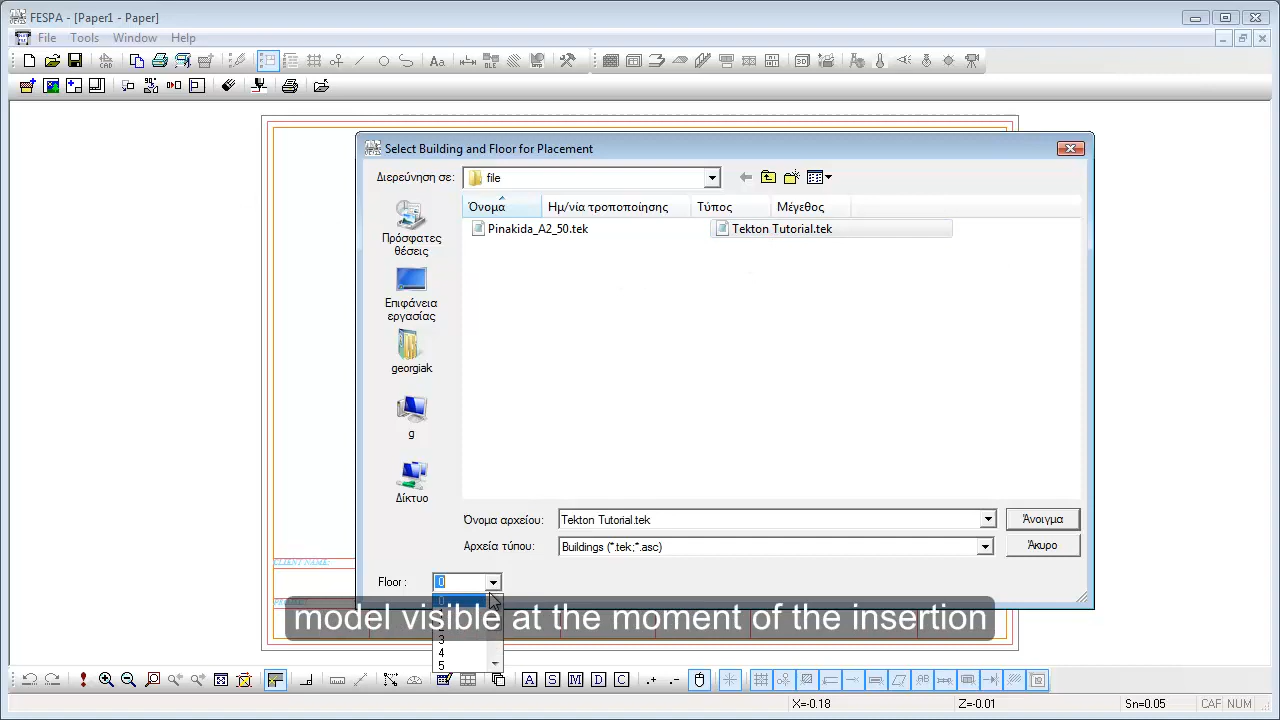 FESPA - [Paper1 - Paper]
File Tools Window Help
Select Building and Floor for Placement
Διερεύνηση σε: file
Όνομα Ημ/νία τροποποίησης Τύπος Μέγεθος
Pinakida_A2_50.tek Tekton Tutorial.tek
Πρόσφατες
θέσεις
Επιφάνεια
εργασίας
georgiak
g
Δίκτυο
Όνομα αρχείου: Tekton Tutorial.tek Άνοιγμα
Αρχεία τύπου: Buildings (*.tek;*.asc) Άκυρο
CLIENT NAME:
Floor : 0
0
model visible at the moment of the insertion
3
4
5
A S M D C
X=-0.18 Z=-0.01 Sn=0.05 CAF NUM